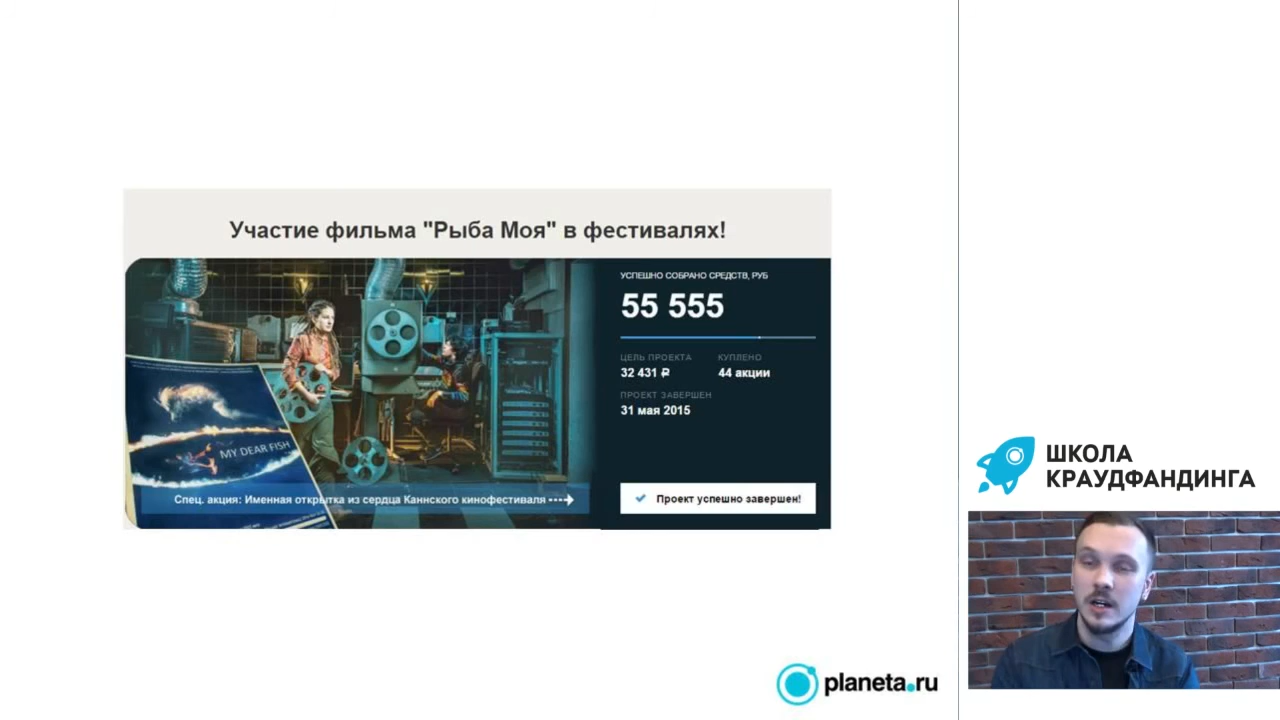 Участие фильма "Рыба Моя" в фестивалях!
УСПЕШНО СОБРАНО СРЕДСТВ, РУБ
55 555
ЦЕЛЬ ПРОЕКТА
КУПЛЕНО
32 431 ₽
44 акции
ПРОЕКТ ЗАВЕРШЕН
31 мая 2015
MY DEAR FISH
Спец. акция: Именная открытка из сердца Каннского кинофестиваля
Проект успешно завершен!
ШКОЛА
КРАУДФАНДИНГА
planeta.ru